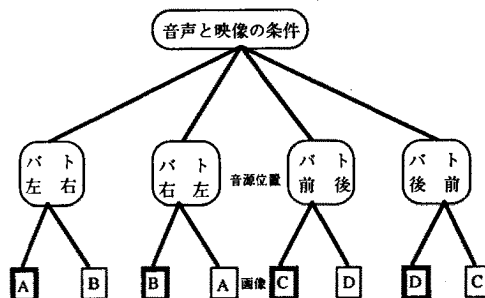 音声と映像の条件
バ ト バ ト バ ト バ ト
左 右 右 左 音源位置 前 後 後 前
A B B A 画像 C D D C